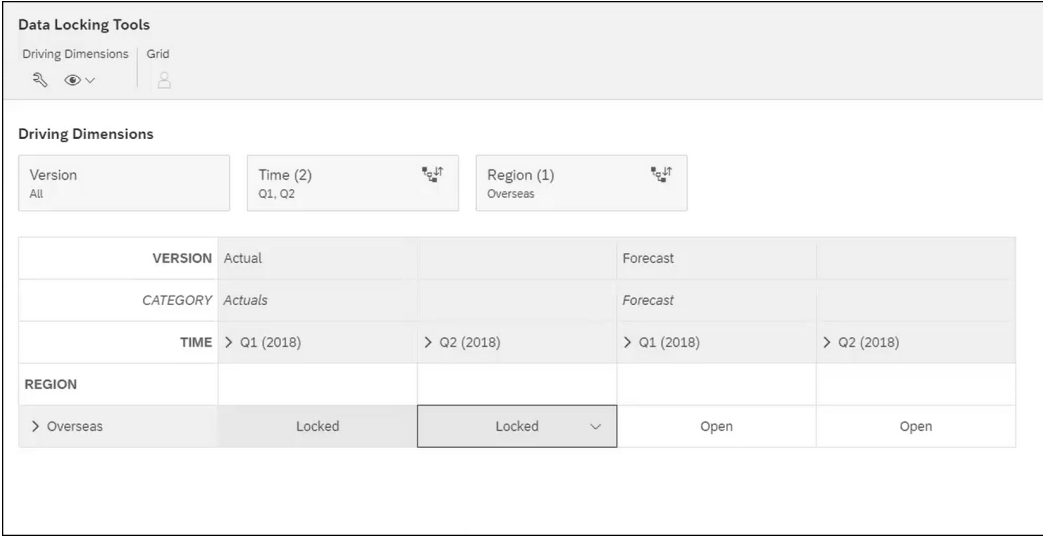 Data Locking Tools
Driving Dimensions Grid
Driving Dimensions
Version Time (2) Region (1)
All Q1, Q2 Overseas
VERSION Actual Forecast
CATEGORY Actuals Forecast
TIME Q1 (2018) Q2 (2018) Q1 (2018) Q2 (2018)
REGION
Overseas Locked Locked Open Open